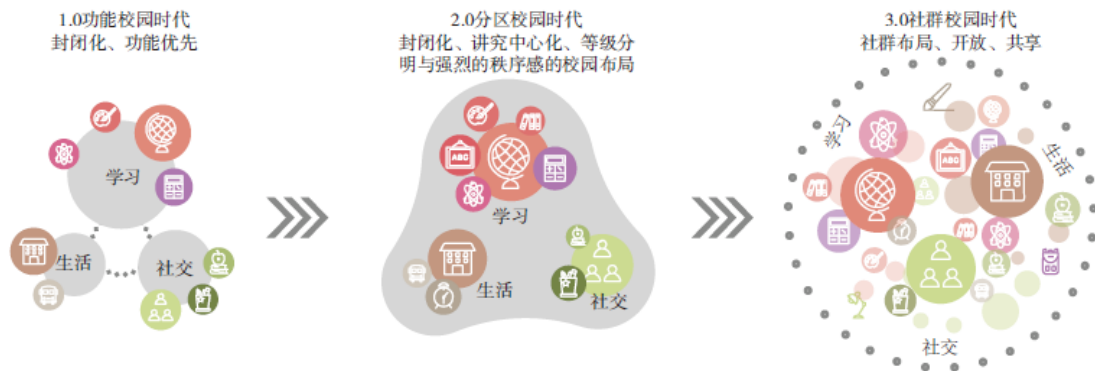 1.0功能校园时代
封闭化、功能优先
2.0分区校园时代
封闭化、讲究中心化、等级分
明与强烈的秩序感的校园布局
3.0社群校园时代
社群布局、开放、共享
学习
生活
社交
ABG
学习
生活
社交
ABG
学习
生活
社交